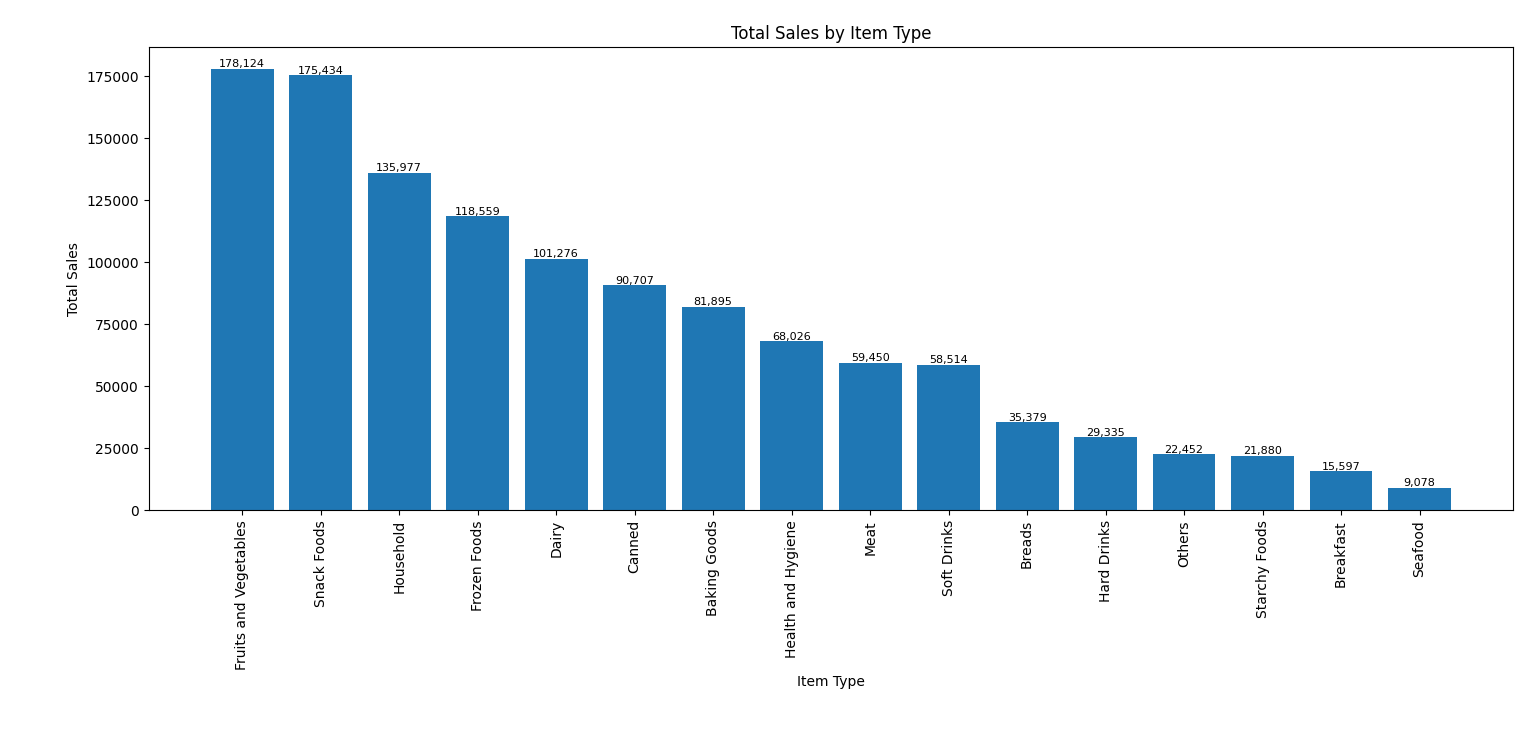 Total Sales by Item Type
Total Sales
175000
150000
125000
100000
75000
50000
25000
0
178,124
175,434
135,977
118,559
101,276
90,707
81,895
68,026
59,450
58,514
35,379
29,335
22,452
21,880
15,597
9,078
Fruits and Vegetables
Snack Foods
Household
Frozen Foods
Dairy
Canned
Baking Goods
Health and Hygiene
Meat
Soft Drinks
Breads
Hard Drinks
Others
Starchy Foods
Breakfast
Seafood
Item Type